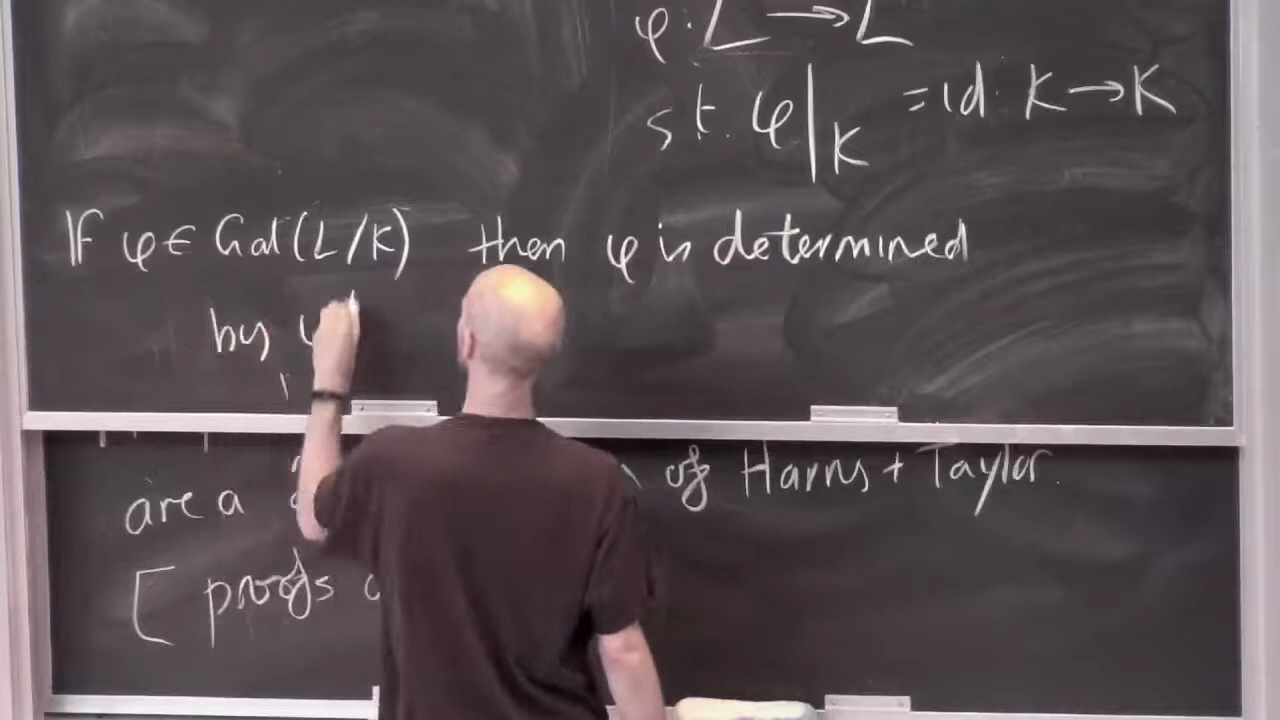 φ: L → L
s.t. φ|K = id: K → K
If φ ∈ Gal(L/K) then φ is determined
by
are a of Harris + Taylor.
[ proofs